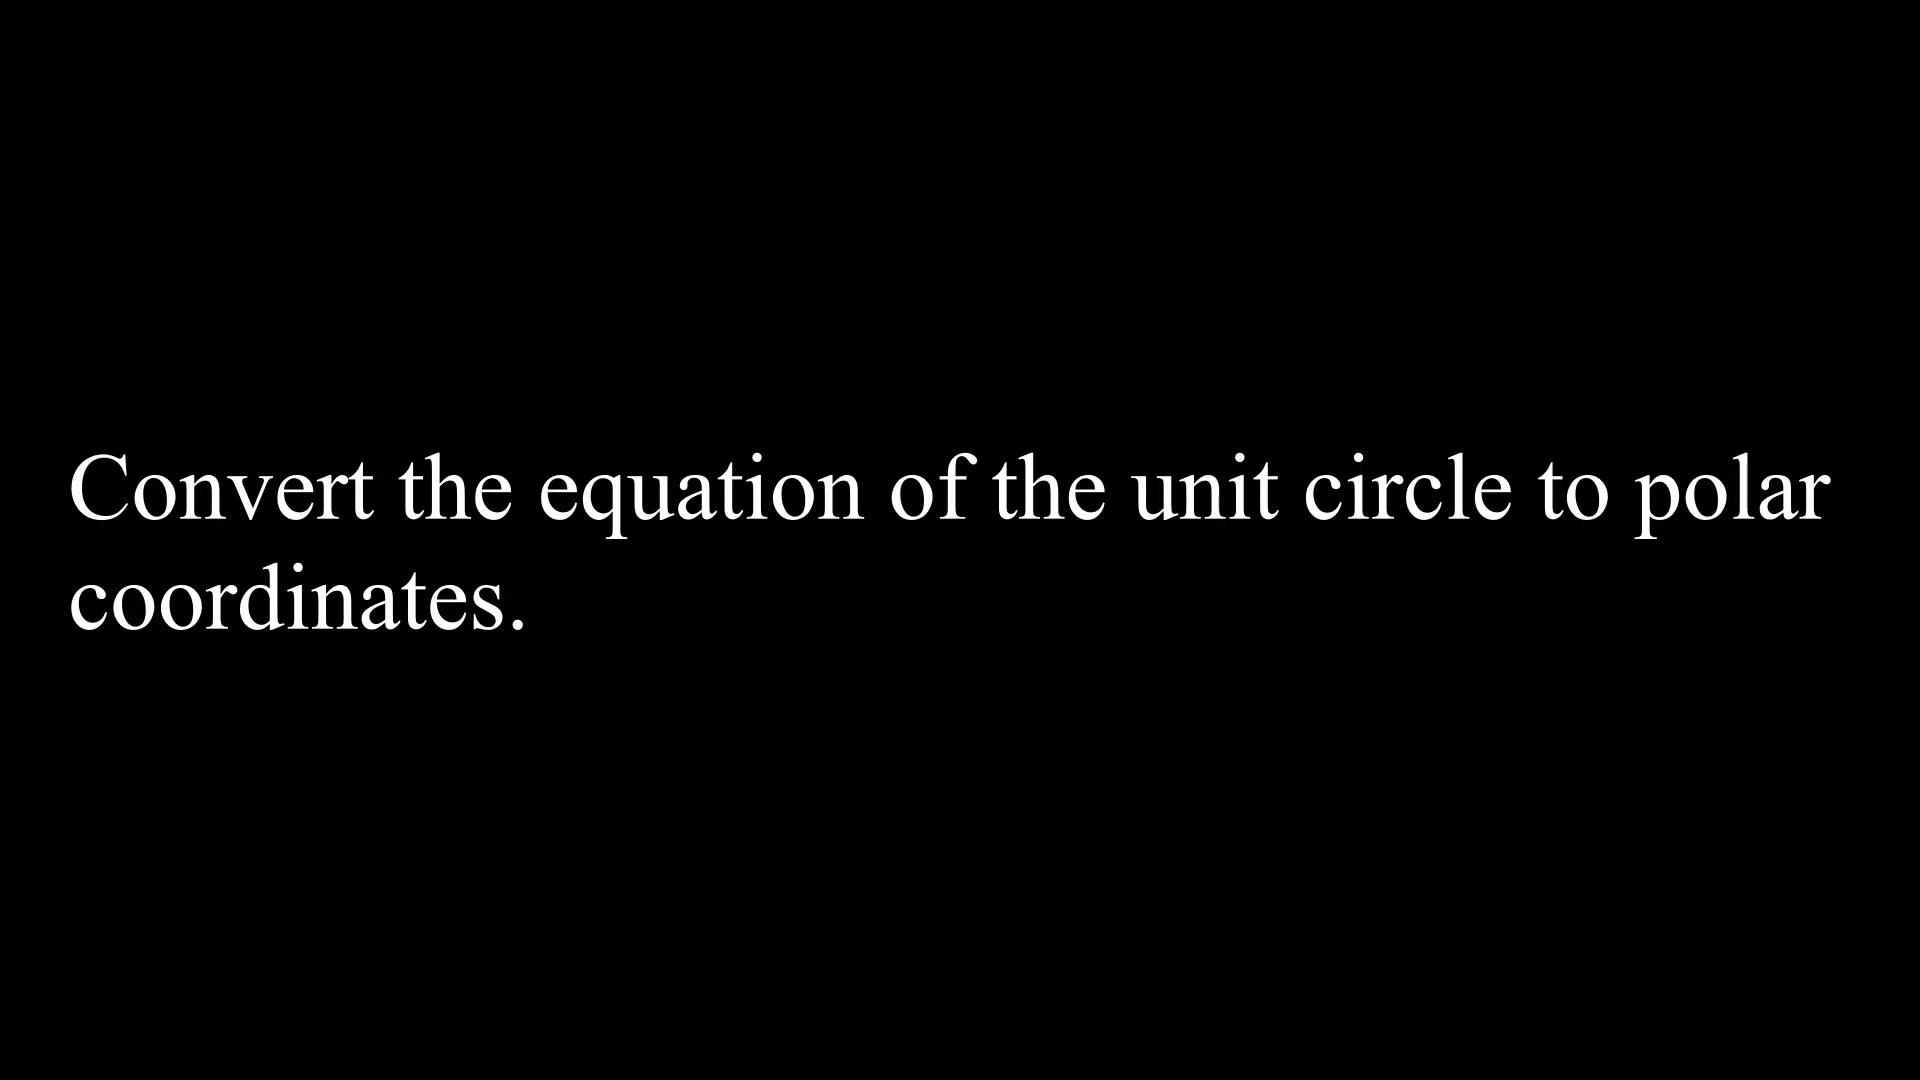 Convert the equation of the unit circle to polar
coordinates.